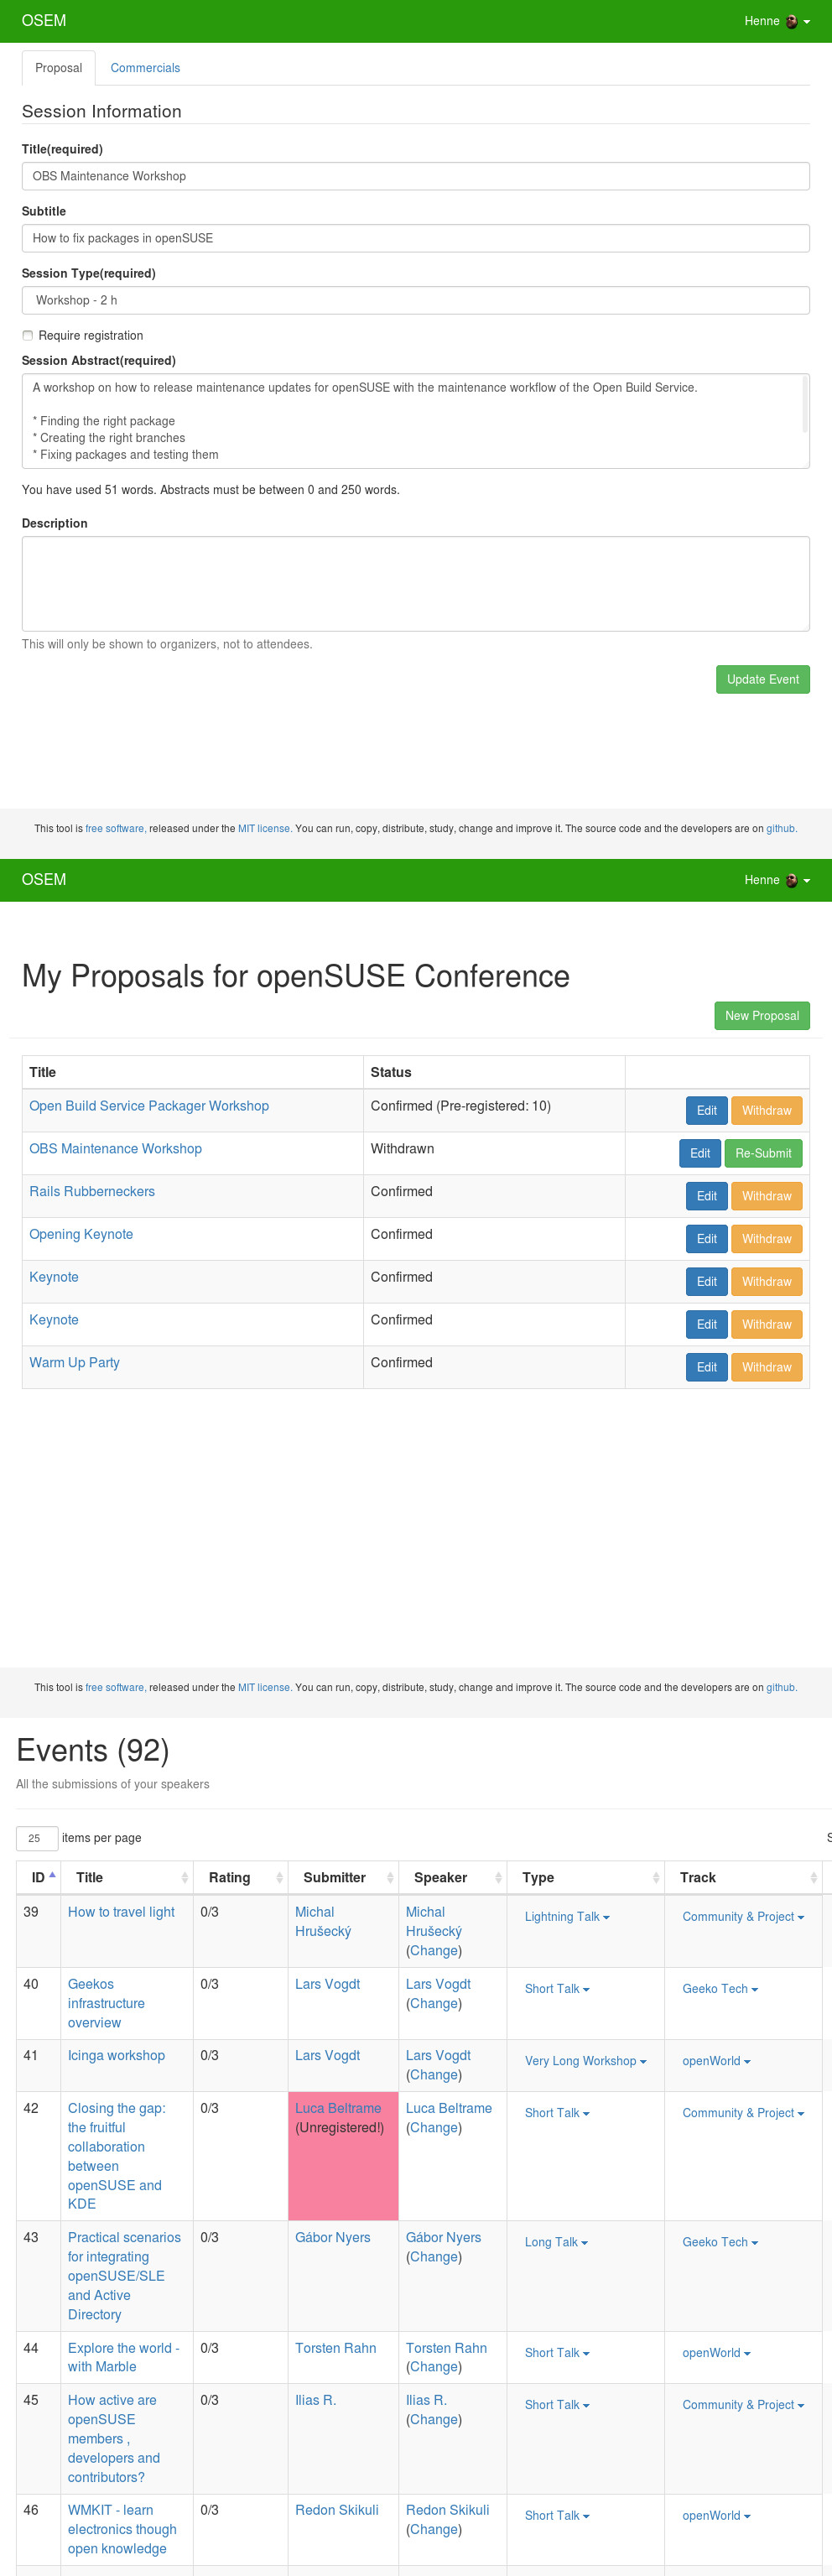 OSEM Henne
Proposal Commercials
Session Information
Title(required)
OBS Maintenance Workshop
Subtitle
How to fix packages in openSUSE
Session Type(required)
Workshop - 2 h
Require registration
Session Abstract(required)
A workshop on how to release maintenance updates for openSUSE with the maintenance workflow of the Open Build Service.
* Finding the right package
* Creating the right branches
* Fixing packages and testing them
You have used 51 words. Abstracts must be between 0 and 250 words.
Description
This will only be shown to organizers, not to attendees.
Update Event
This tool is free software, released under the MIT license. You can run, copy, distribute, study, change and improve it. The source code and the developers are on github.
OSEM Henne
My Proposals for openSUSE Conference
New Proposal
Title Status
Open Build Service Packager Workshop Confirmed (Pre-registered: 10) Edit Withdraw
OBS Maintenance Workshop Withdrawn Edit Re-Submit
Rails Rubberneckers Confirmed Edit Withdraw
Opening Keynote Confirmed Edit Withdraw
Keynote Confirmed Edit Withdraw
Keynote Confirmed Edit Withdraw
Warm Up Party Confirmed Edit Withdraw
This tool is free software, released under the MIT license. You can run, copy, distribute, study, change and improve it. The source code and the developers are on github.
Events (92)
All the submissions of your speakers
25 items per page S
ID Title Rating Submitter Speaker Type Track
39 How to travel light 0/3 Michal Michal Lightning Talk Community & Project
Hrušecký Hrušecký
(Change)
40 Geekos 0/3 Lars Vogdt Lars Vogdt Short Talk Geeko Tech
infrastructure (Change)
overview
41 Icinga workshop 0/3 Lars Vogdt Lars Vogdt Very Long Workshop openWorld
(Change)
42 Closing the gap: 0/3 Luca Beltrame Luca Beltrame Short Talk Community & Project
the fruitful (Unregistered!) (Change)
collaboration
between
openSUSE and
KDE
43 Practical scenarios 0/3 Gábor Nyers Gábor Nyers Long Talk Geeko Tech
for integrating (Change)
openSUSE/SLE
and Active
Directory
44 Explore the world - 0/3 Torsten Rahn Torsten Rahn Short Talk openWorld
with Marble (Change)
45 How active are 0/3 Ilias R. Ilias R. Short Talk Community & Project
openSUSE (Change)
members ,
developers and
contributors?
46 WMKIT - learn 0/3 Redon Skikuli Redon Skikuli Short Talk openWorld
electronics though (Change)
open knowledge